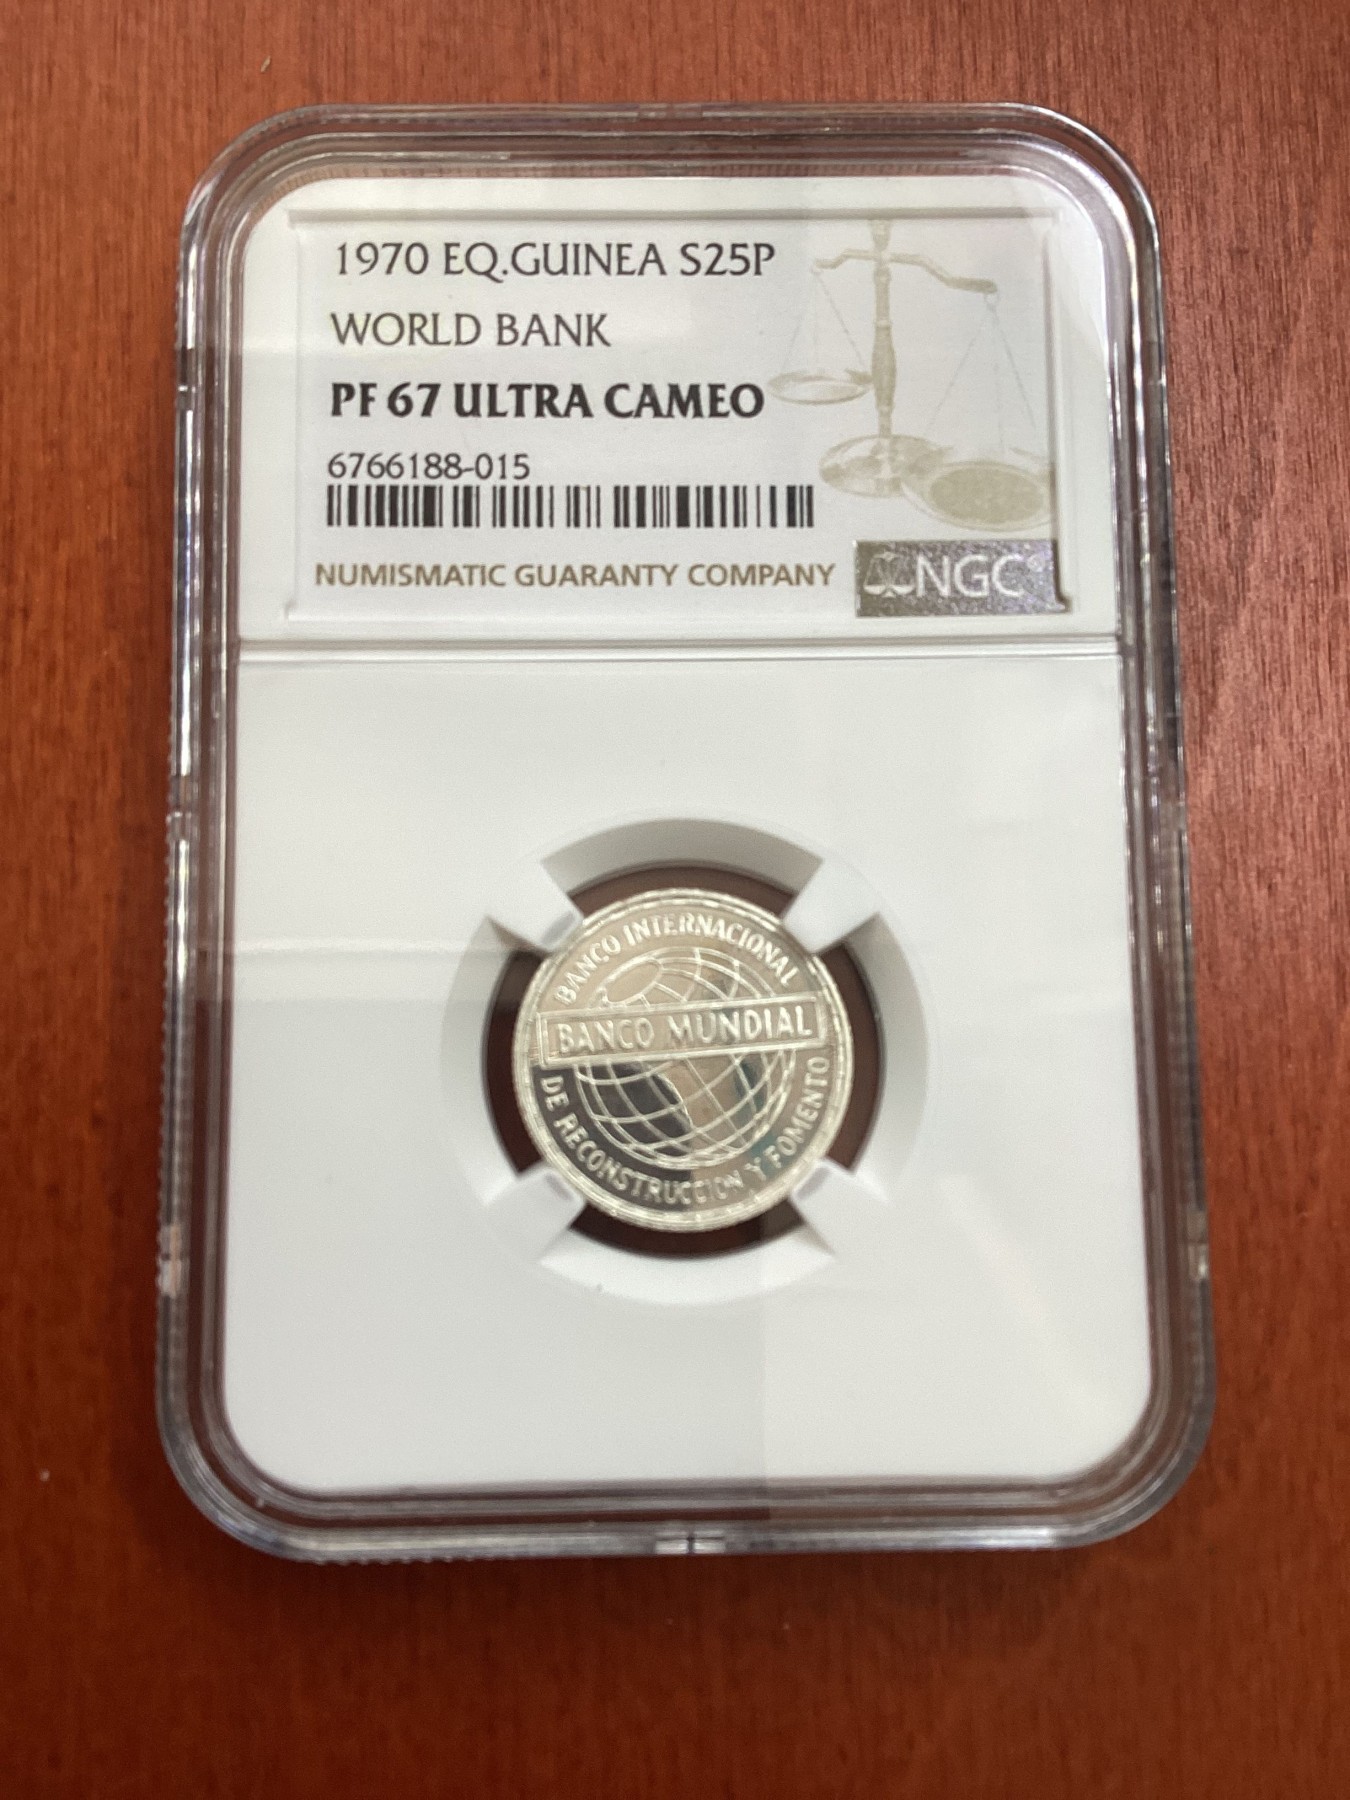 1970 EQ.GUINEA S25P
WORLD BANK
PF 67 ULTRA CAMEO
6766188-015
NUMISMATIC GUARANTY COMPANY
NGC
BANCO INTERNACIONAL
BANCO MUNDIAL
DE RECONSTRUCCION Y FOMENTO